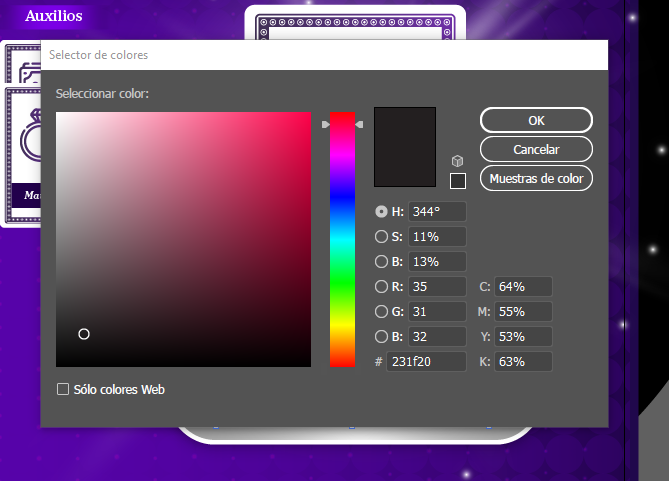 Auxilios
Selector de colores
Seleccionar color:
OK
Cancelar
Muestras de color
H: 344°
S: 11%
B: 13%
R: 35
C: 64%
G: 31
M: 55%
B: 32
Y: 53%
# 231f20
K: 63%
Sólo colores Web